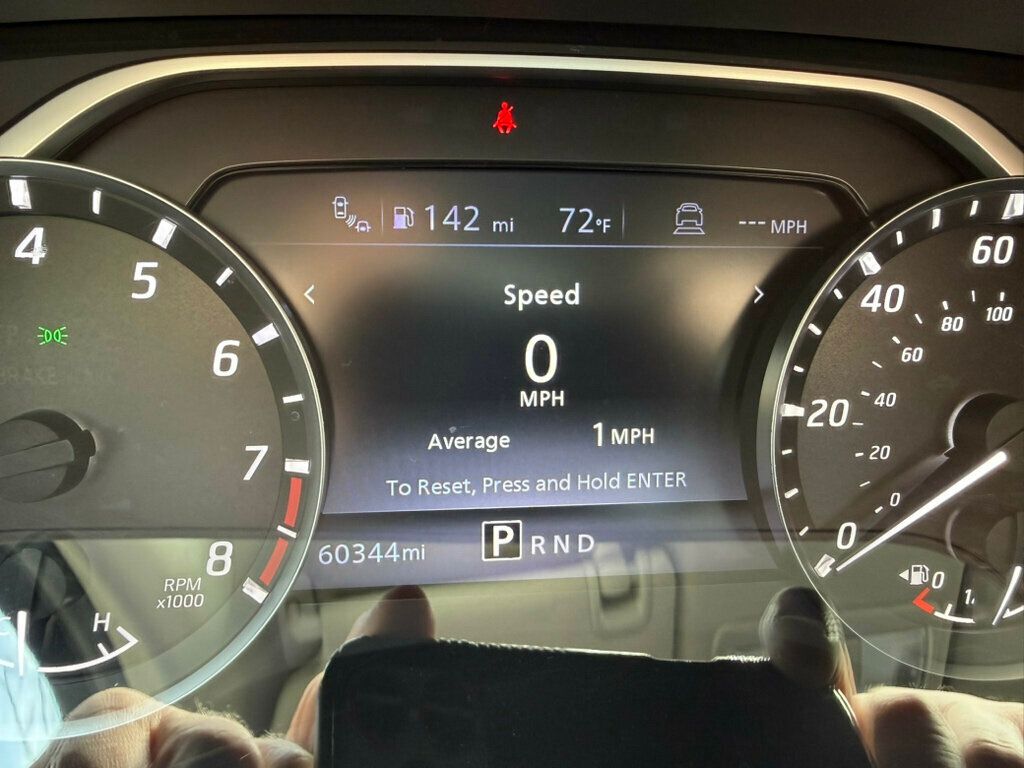 142 mi 72°F --- MPH
< Speed >
0
MPH
Average 1 MPH
To Reset, Press and Hold ENTER
60344mi P R N D
4 5 6 7 8
RPM
x1000
H
0 20 40 60
0 20 40 60 80 100
0